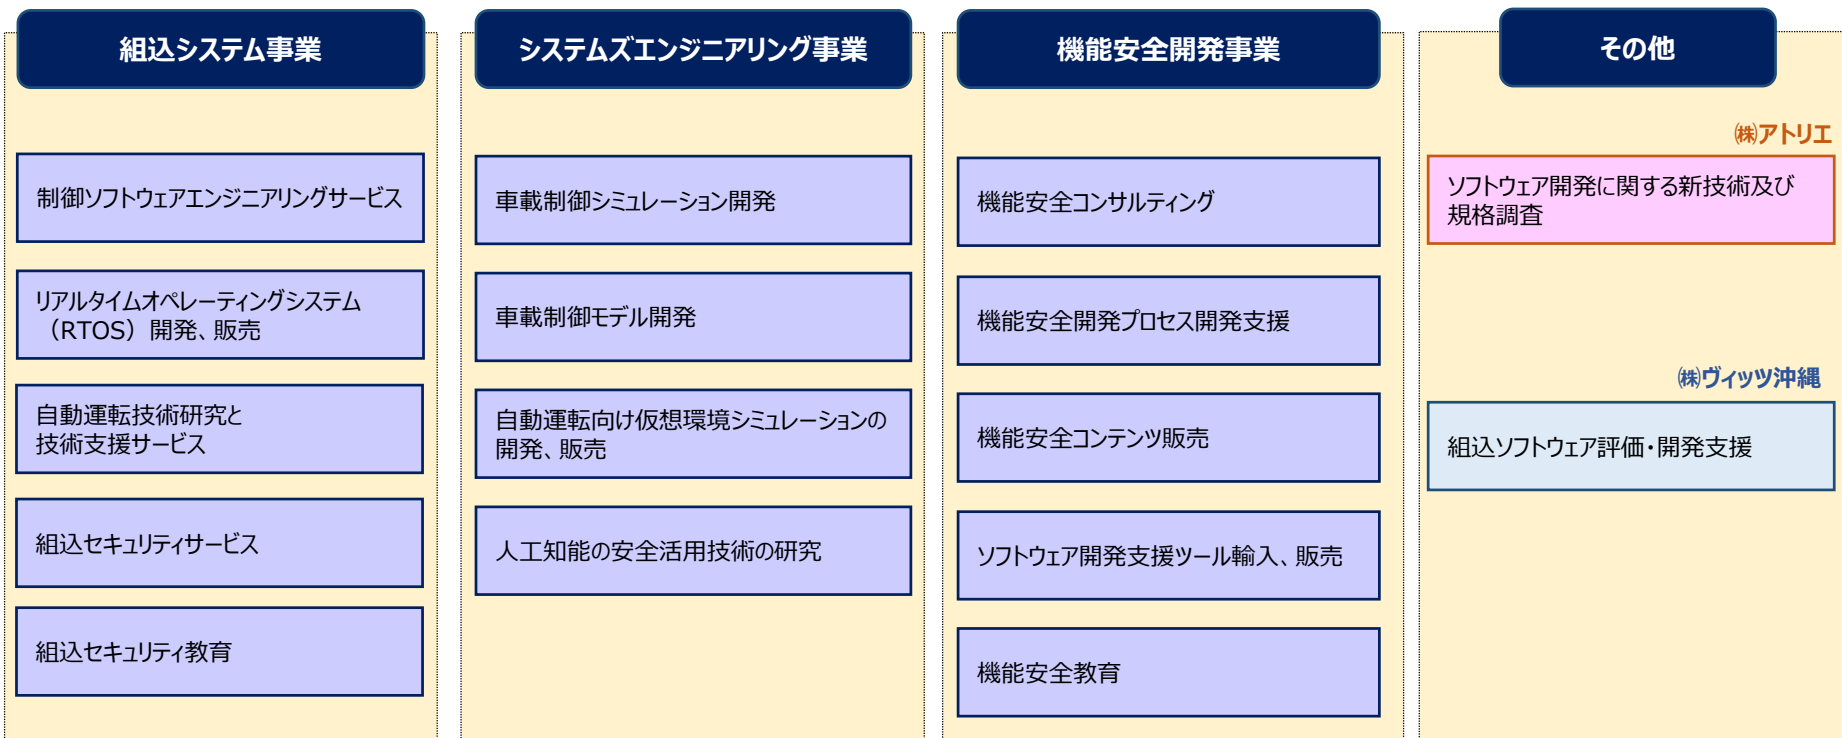 組込システム事業
制御ソフトウェアエンジニアリングサービス
リアルタイムオペレーティングシステム
（RTOS）開発、販売
自動運転技術研究と
技術支援サービス
組込セキュリティサービス
組込セキュリティ教育
システムズエンジニアリング事業
車載制御シミュレーション開発
車載制御モデル開発
自動運転向け仮想環境シミュレーションの
開発、販売
人工知能の安全活用技術の研究
機能安全開発事業
機能安全コンサルティング
機能安全開発プロセス開発支援
機能安全コンテンツ販売
ソフトウェア開発支援ツール輸入、販売
機能安全教育
その他
㈱アトリエ
ソフトウェア開発に関する新技術及び
規格調査
㈱ヴィッツ沖縄
組込ソフトウェア評価・開発支援